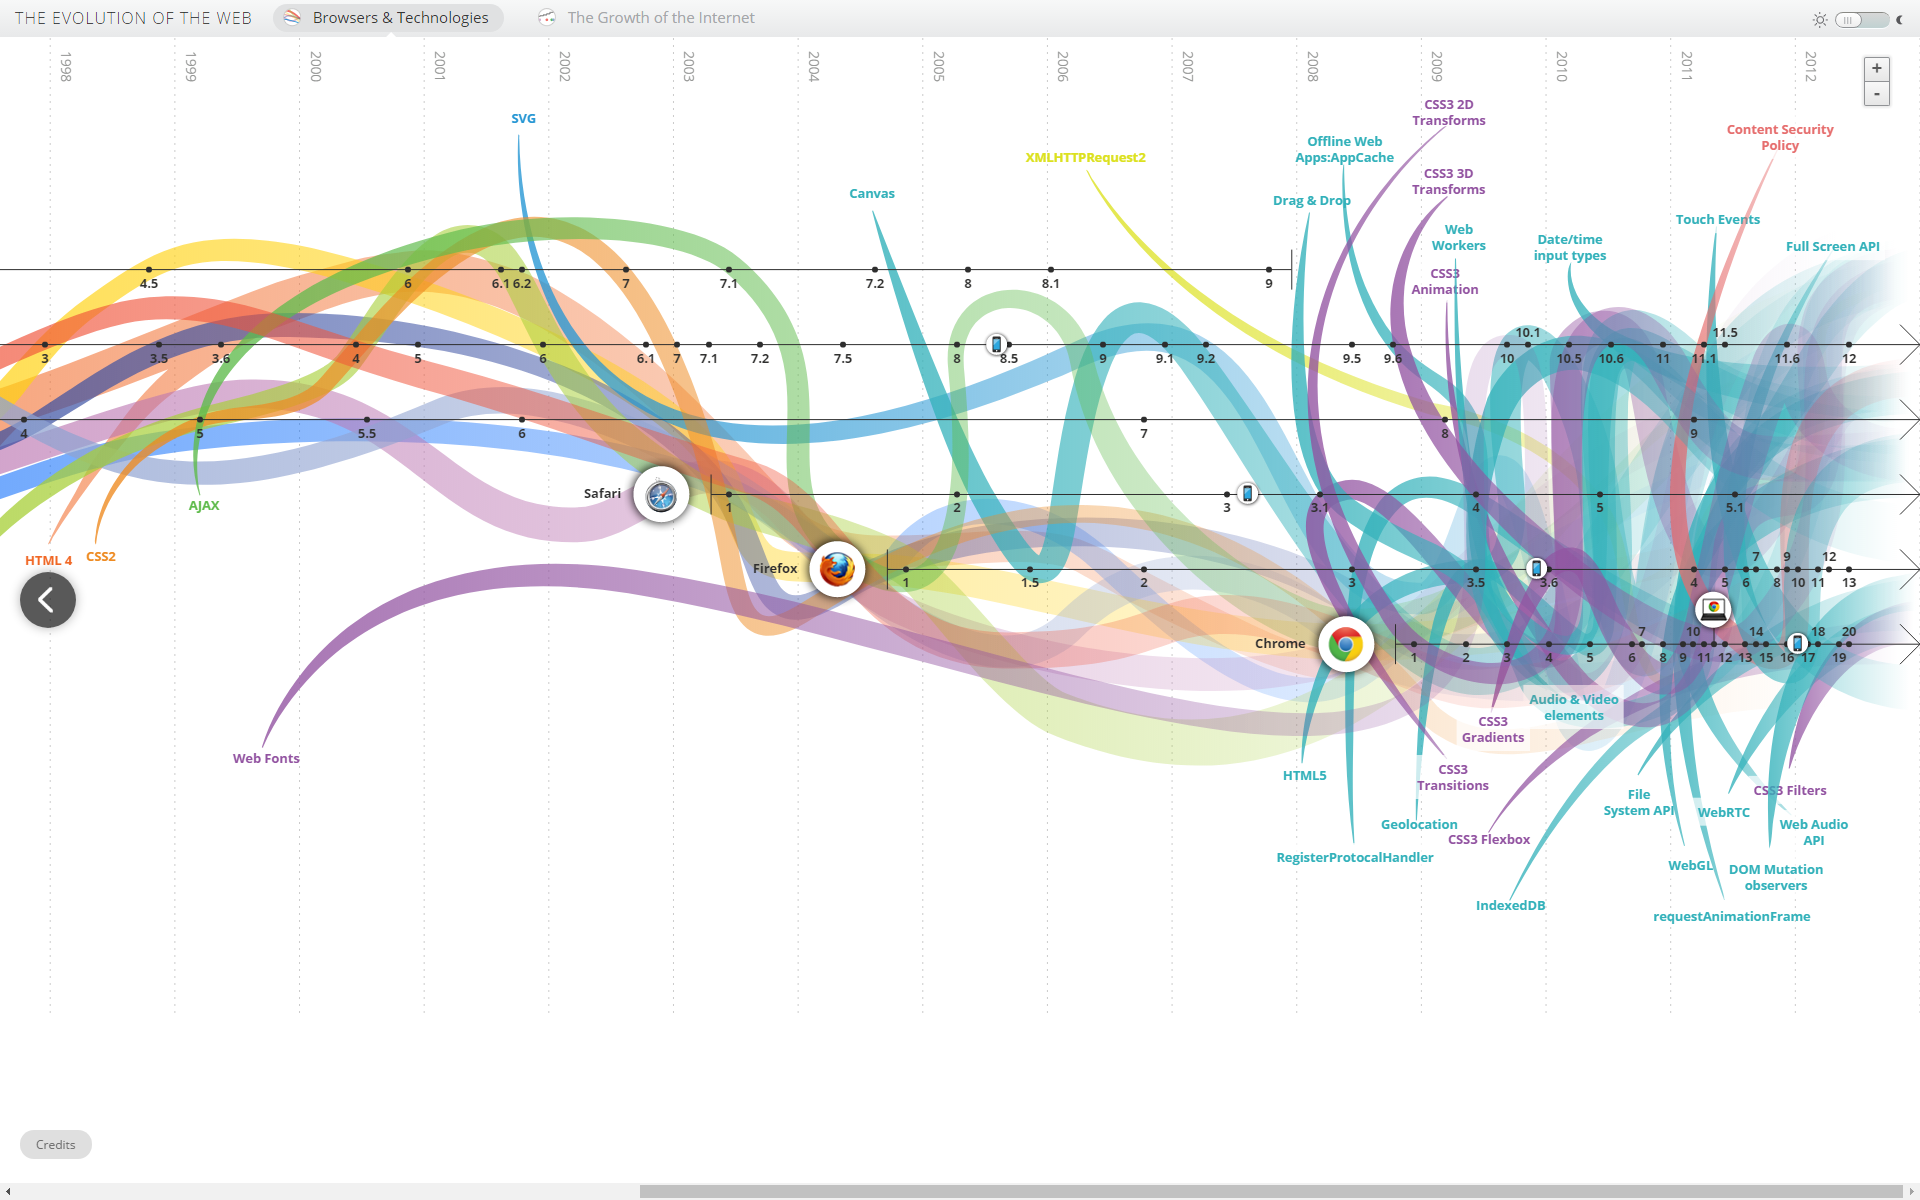 THE EVOLUTION OF THE WEB
Browsers & Technologies
The Growth of the Internet
1998
1999
2000
2001
2002
2003
2004
2005
2006
2007
2008
2009
2010
2011
2012
+
-
SVG
XMLHTTPRequest2
Canvas
Offline Web
Apps:AppCache
CSS3 2D
Transforms
CSS3 3D
Transforms
Drag & Drop
Web
Workers
CSS3
Animation
Date/time
input types
Content Security
Policy
Touch Events
Full Screen API
4.5 6 6.1 6.2 7 7.1 7.2 8 8.1 9
10.1 11.5
3 3.5 3.6 4 5 6 6.1 7 7.1 7.2 7.5 8 8.5 9 9.1 9.2 9.5 9.6 10 10.5 10.6 11 11.1 11.6 12
4 5 5.5 6 7 8 9
Safari
1 2 3 3.1 4 5 5.1
AJAX
HTML 4
CSS2
7 9 12
Firefox
1 1.5 2 3 3.5 3.6 4 5 6 8 10 11 13
7 10 14 18 20
Chrome
1 2 3 4 5 6 8 9 11 12 13 15 16 17 19
Web Fonts
Audio & Video
elements
CSS3
Gradients
HTML5
CSS3
Transitions
Geolocation
CSS3 Flexbox
RegisterProtocalHandler
IndexedDB
File
System API
WebRTC
CSS3 Filters
Web Audio
API
WebGL
DOM Mutation
observers
requestAnimationFrame
Credits